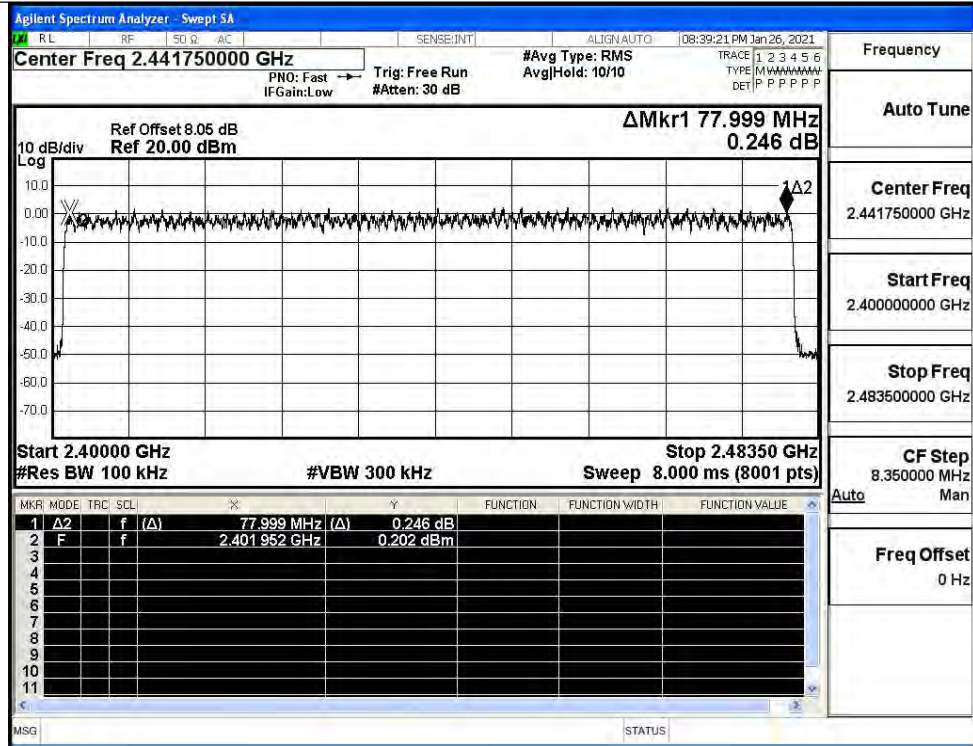 Agilent Spectrum Analyzer - Swept SA
RL RF 50 Ω AC SENSE:INT ALIGN AUTO 08:39:21 PM Jan 26, 2021
Center Freq 2.441750000 GHz #Avg Type: RMS TRACE 1 2 3 4 5 6
PNO: Fast Trig: Free Run Avg|Hold: 10/10 TYPE MWWWWW
IFGain:Low #Atten: 30 dB DET P P P P P P
Frequency
Auto Tune
Center Freq
2.441750000 GHz
Start Freq
2.400000000 GHz
Stop Freq
2.483500000 GHz
CF Step
8.350000 MHz
Auto Man
Freq Offset
0 Hz
ΔMkr1 77.999 MHz
0.246 dB
Ref Offset 8.05 dB
10 dB/div Ref 20.00 dBm
Log
10.0
0.00
-10.0
-20.0
-30.0
-40.0
-50.0
-60.0
-70.0
1Δ2
Start 2.40000 GHz Stop 2.48350 GHz
#Res BW 100 kHz #VBW 300 kHz Sweep 8.000 ms (8001 pts)
MKR MODE TRC SCL X Y FUNCTION FUNCTION WIDTH FUNCTION VALUE
1 Δ2 f (Δ) 77.999 MHz (Δ) 0.246 dB
2 F f 2.401 952 GHz 0.202 dBm
3
4
5
6
7
8
9
10
11
MSG STATUS